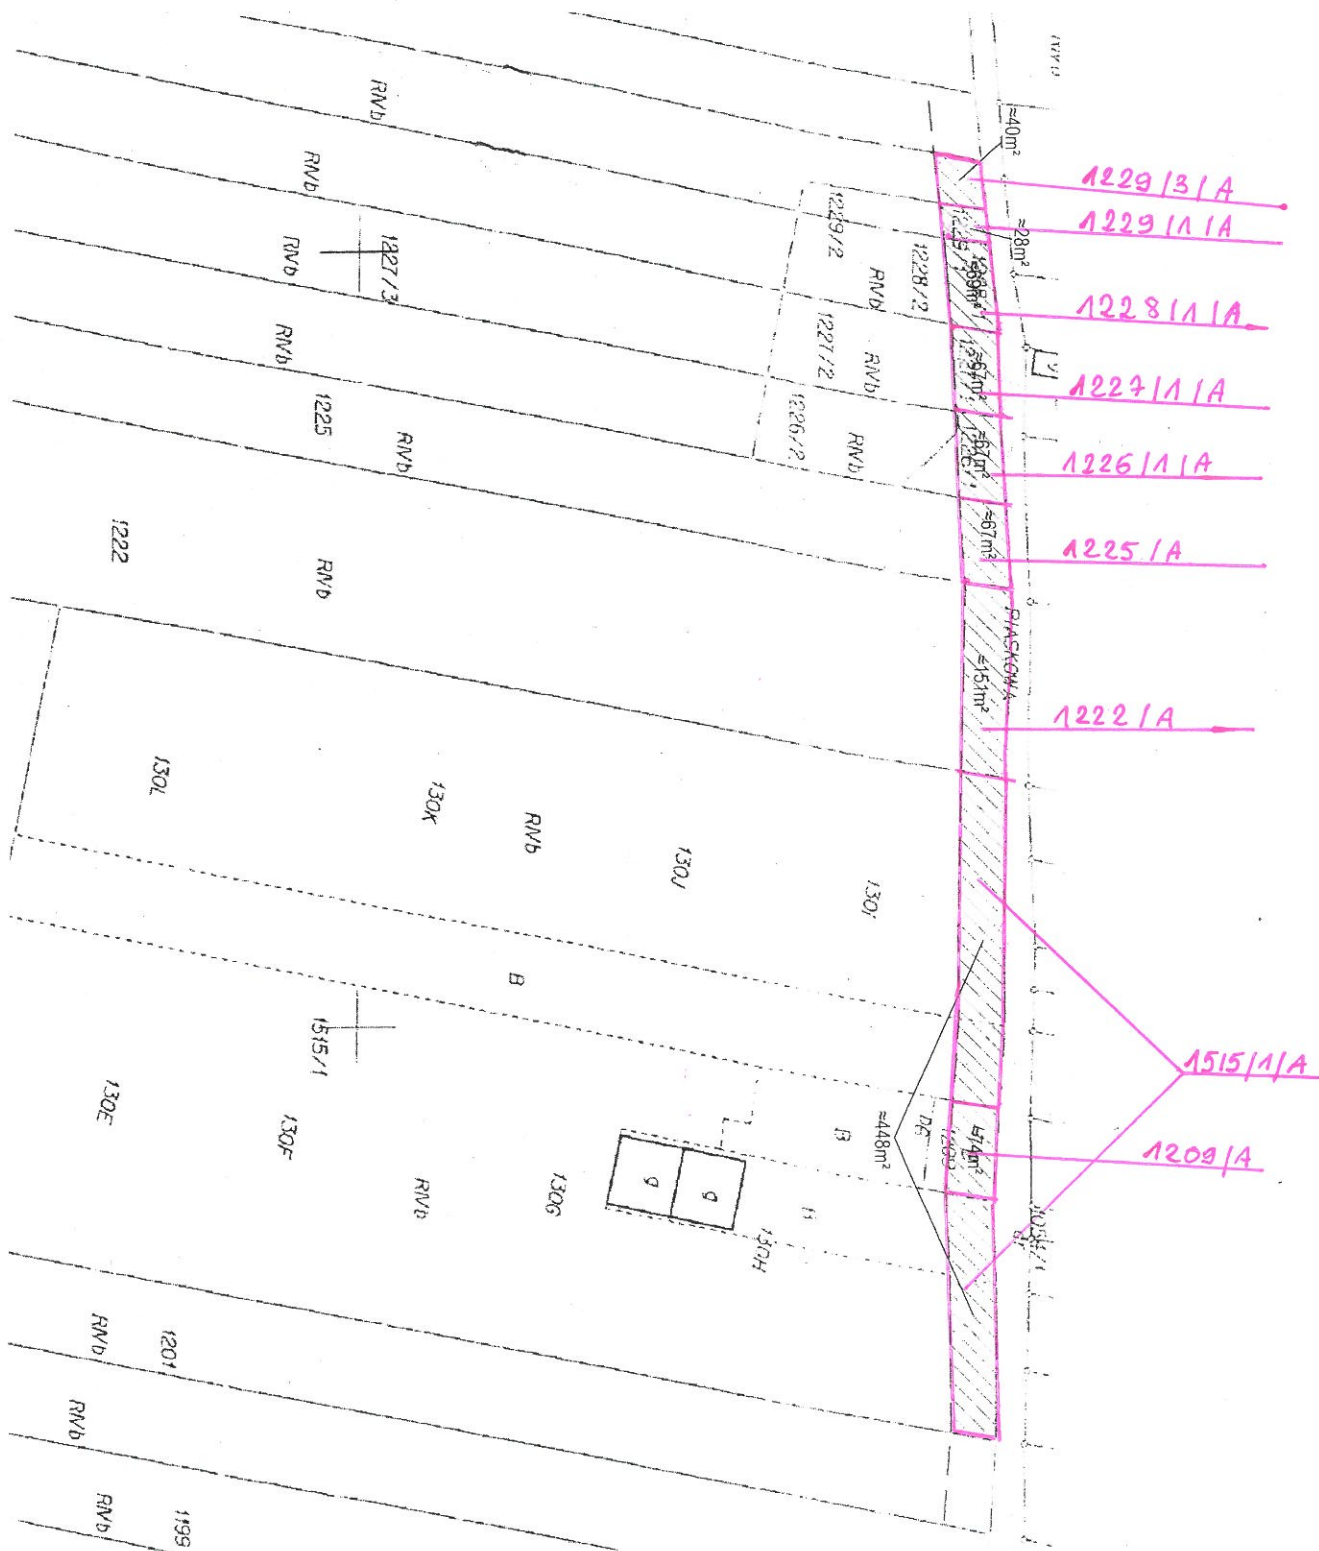 ≈40m²
1229/3/A
1229/1/A
≈28m²
1228/1/A
1227/1/A
1226/1/A
1225/A
1222/A
1515/1/A
1209/A
RIVb
RIVb
RIVb
1227/3
1229/2
1228/2
RIVb
≈69m²
1227/2
RIVb
≈67m²
1226/2
RIVb
≈67m²
RIVb
1225
RIVb
≈67m²
1222
RIVb
PIASKOWA
≈151m²
130L
130K
RIVb
130J
130I
B
1515/1
130E
130F
RIVb
130G
g
g
130H
B
B
≈448m²
1201
RIVb
RIVb
RIVb
1199